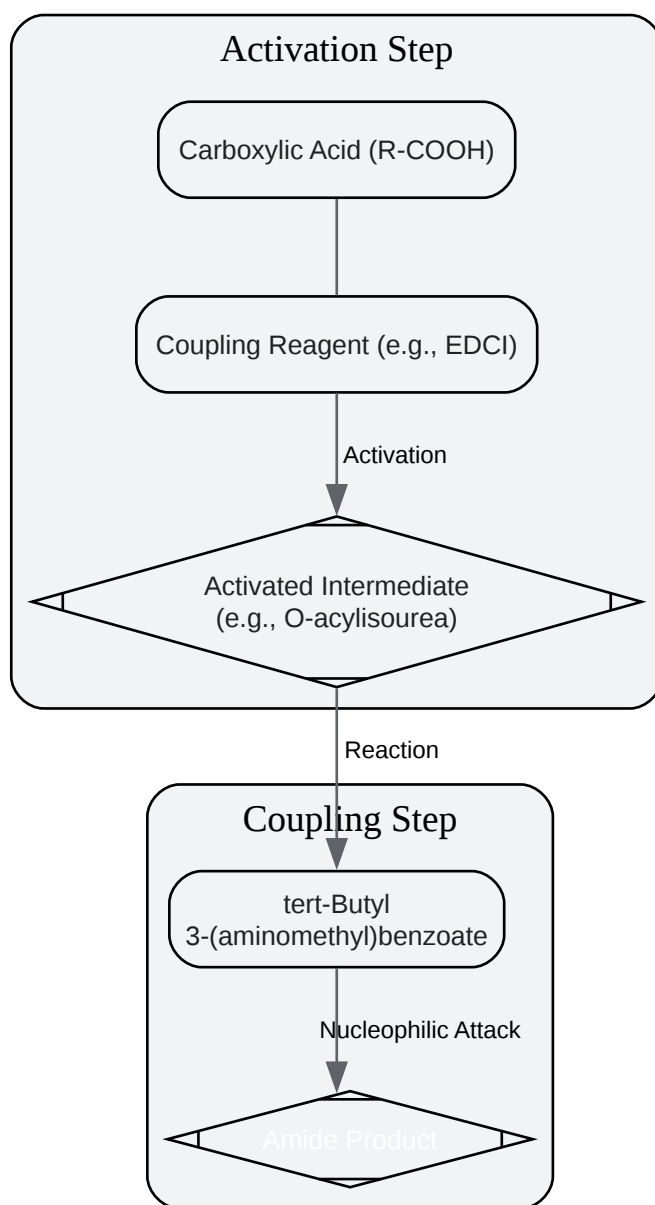 Activation Step
Carboxylic Acid (R-COOH)
Coupling Reagent (e.g., EDCI)
Activation
Activated Intermediate
(e.g., O-acylisourea)
Reaction
Coupling Step
tert-Butyl
3-(aminomethyl)benzoate
Nucleophilic Attack
Amide Product